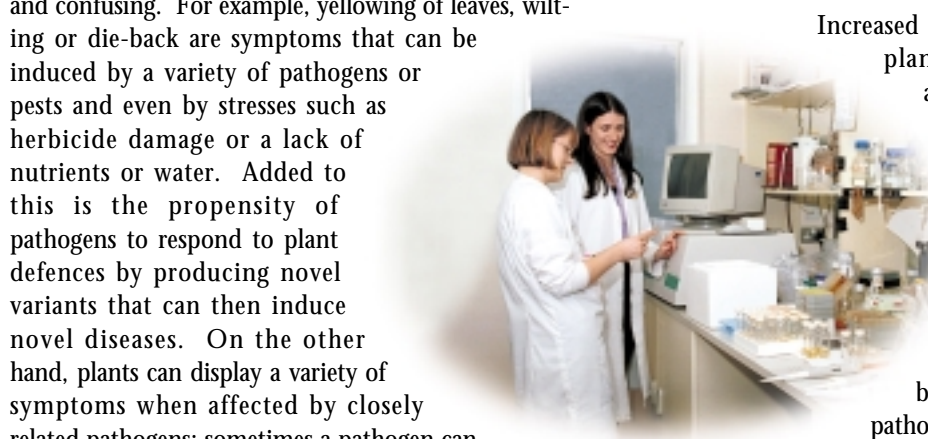 and confusing. For example, yellowing of leaves, wilt-
ing or die-back are symptoms that can be
induced by a variety of pathogens or
pests and even by stresses such as
herbicide damage or a lack of
nutrients or water. Added to
this is the propensity of
pathogens to respond to plant
defences by producing novel
variants that can then induce
novel diseases. On the other
hand, plants can display a variety of
symptoms when affected by closely
related pathogens; sometimes a pathogen can
Increased
plan
a
b
patho